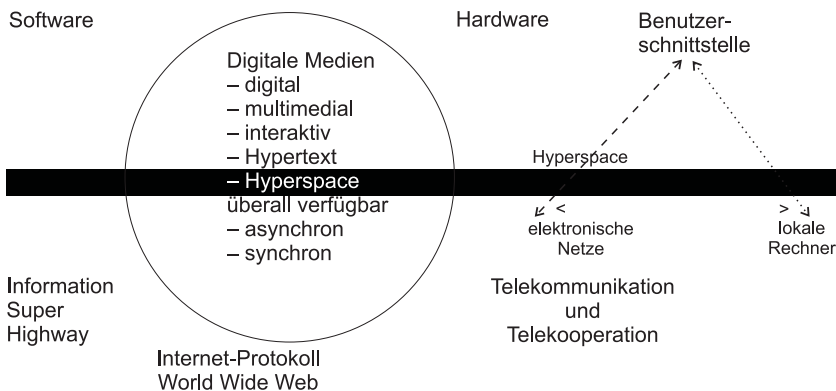 Software
Digitale Medien
– digital
– multimedial
– interaktiv
– Hypertext
– Hyperspace
überall verfügbar
– asynchron
– synchron
Information
Super
Highway
Internet-Protokoll
World Wide Web
Hardware
Benutzer-
schnittstelle
Hyperspace
< >
elektronische
Netze
lokale
Rechner
Telekommunikation
und
Telekooperation